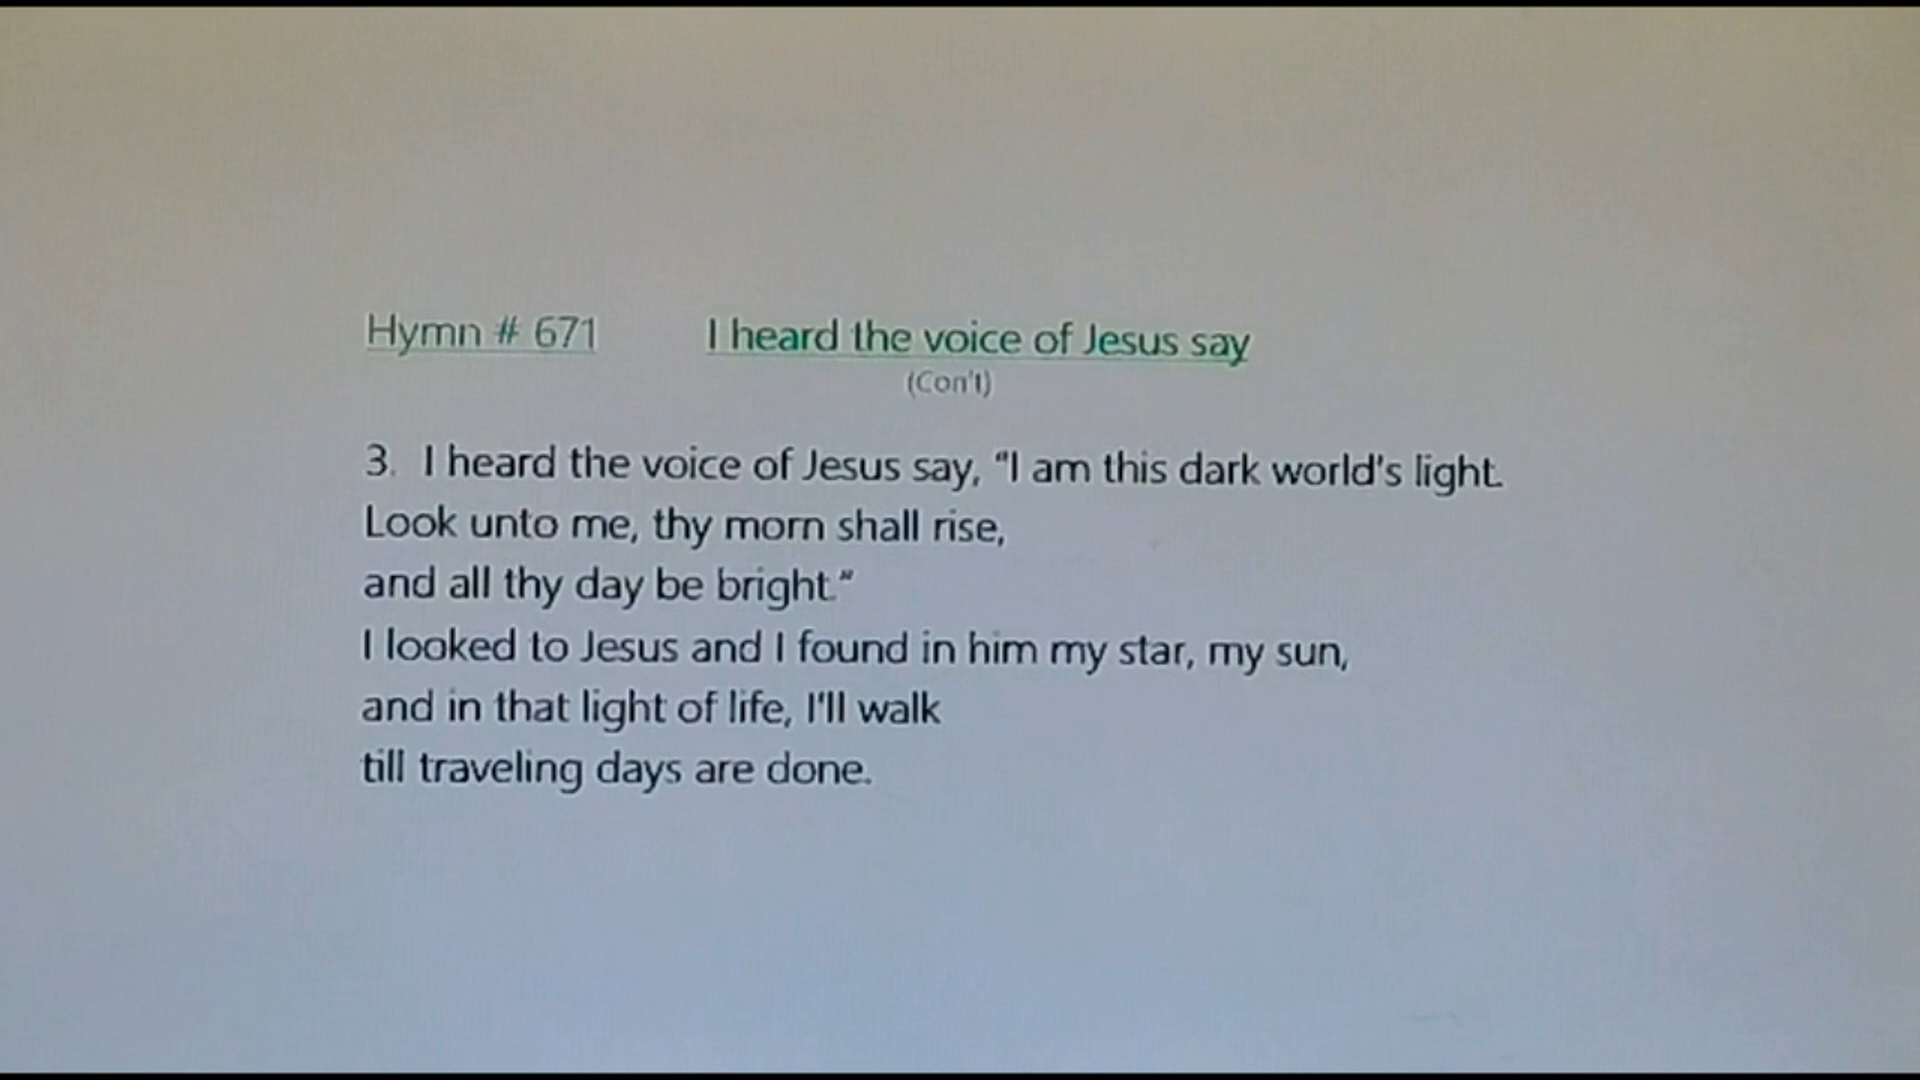 Hymn # 671 I heard the voice of Jesus say
(Con't)
3. I heard the voice of Jesus say, "I am this dark world's light.
Look unto me, thy morn shall rise,
and all thy day be bright."
I looked to Jesus and I found in him my star, my sun,
and in that light of life, I'll walk
till traveling days are done.